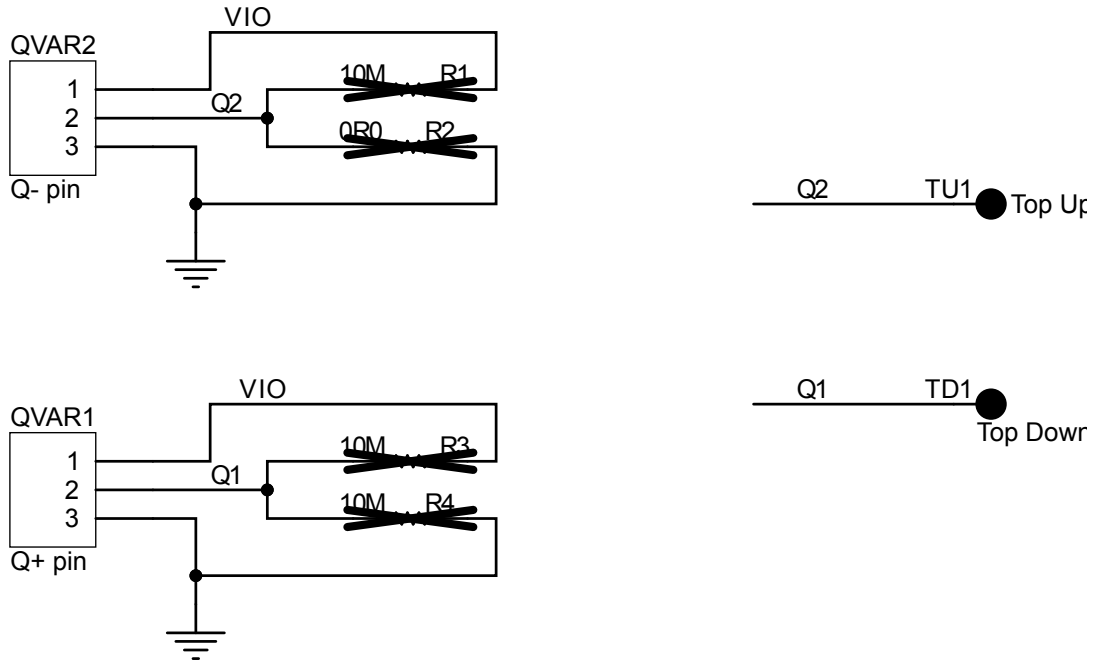 VIO
QVAR2
10M R1
1
Q2
2
0R0 R2
3
Q- pin
Q2 TU1
Top Up
VIO
QVAR1
10M R3
1
Q1
2
10M R4
3
Q+ pin
Q1 TD1
Top Down